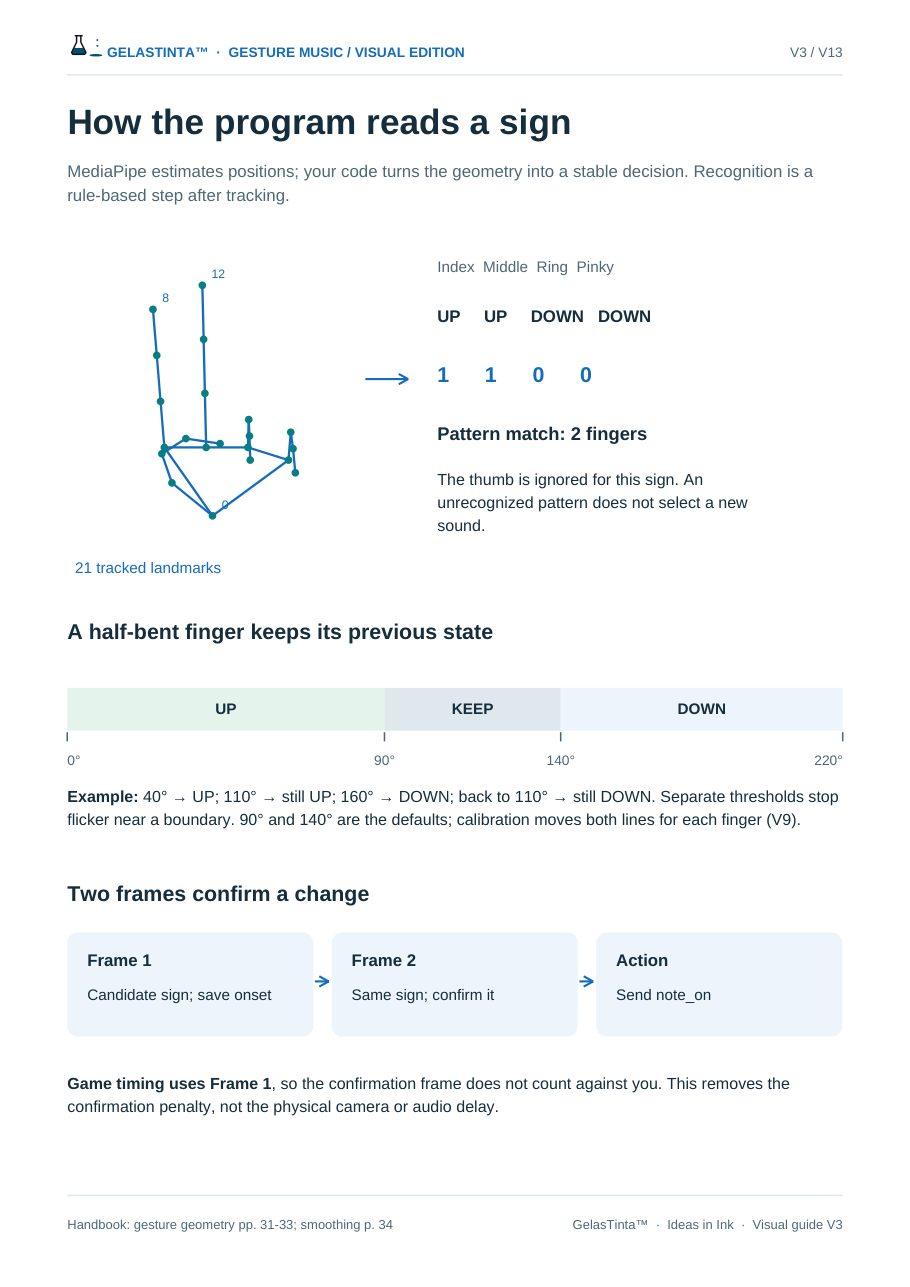 GELASTINTA™ · GESTURE MUSIC / VISUAL EDITION
V3 / V13
How the program reads a sign
MediaPipe estimates positions; your code turns the geometry into a stable decision. Recognition is a
rule-based step after tracking.
12
8
0
21 tracked landmarks
Index Middle Ring Pinky
UP UP DOWN DOWN
1 1 0 0
Pattern match: 2 fingers
The thumb is ignored for this sign. An
unrecognized pattern does not select a new
sound.
A half-bent finger keeps its previous state
UP KEEP DOWN
0° 90° 140° 220°
Example: 40° → UP; 110° → still UP; 160° → DOWN; back to 110° → still DOWN. Separate thresholds stop
flicker near a boundary. 90° and 140° are the defaults; calibration moves both lines for each finger (V9).
Two frames confirm a change
Frame 1
Candidate sign; save onset
Frame 2
Same sign; confirm it
Action
Send note_on
Game timing uses Frame 1, so the confirmation frame does not count against you. This removes the
confirmation penalty, not the physical camera or audio delay.
Handbook: gesture geometry pp. 31-33; smoothing p. 34
GelasTinta™ · Ideas in Ink · Visual guide V3